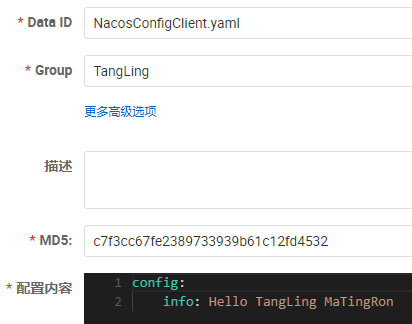 * Data ID NacosConfigClient.yaml
* Group TangLing
更多高级选项
描述
* MD5: c7f3cc67fe2389733939b61c12fd4532
* 配置内容 1 config:
2 info: Hello TangLing MaTingRon